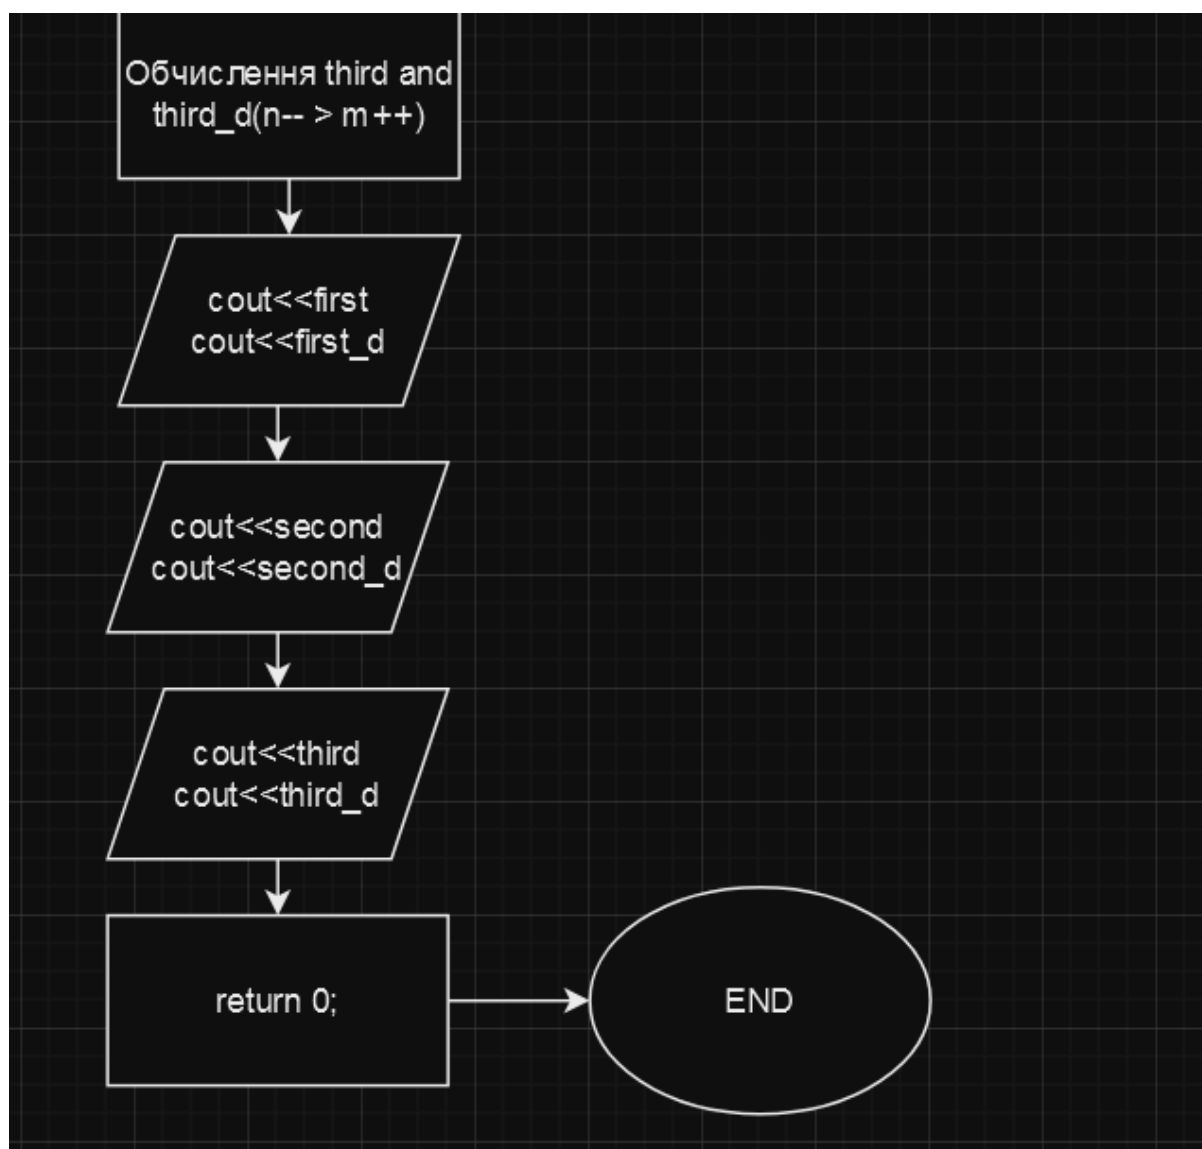 Обчислення third and
third_d(n-- > m++)
cout<<first
cout<<first_d
cout<<second
cout<<second_d
cout<<third
cout<<third_d
return 0;
END